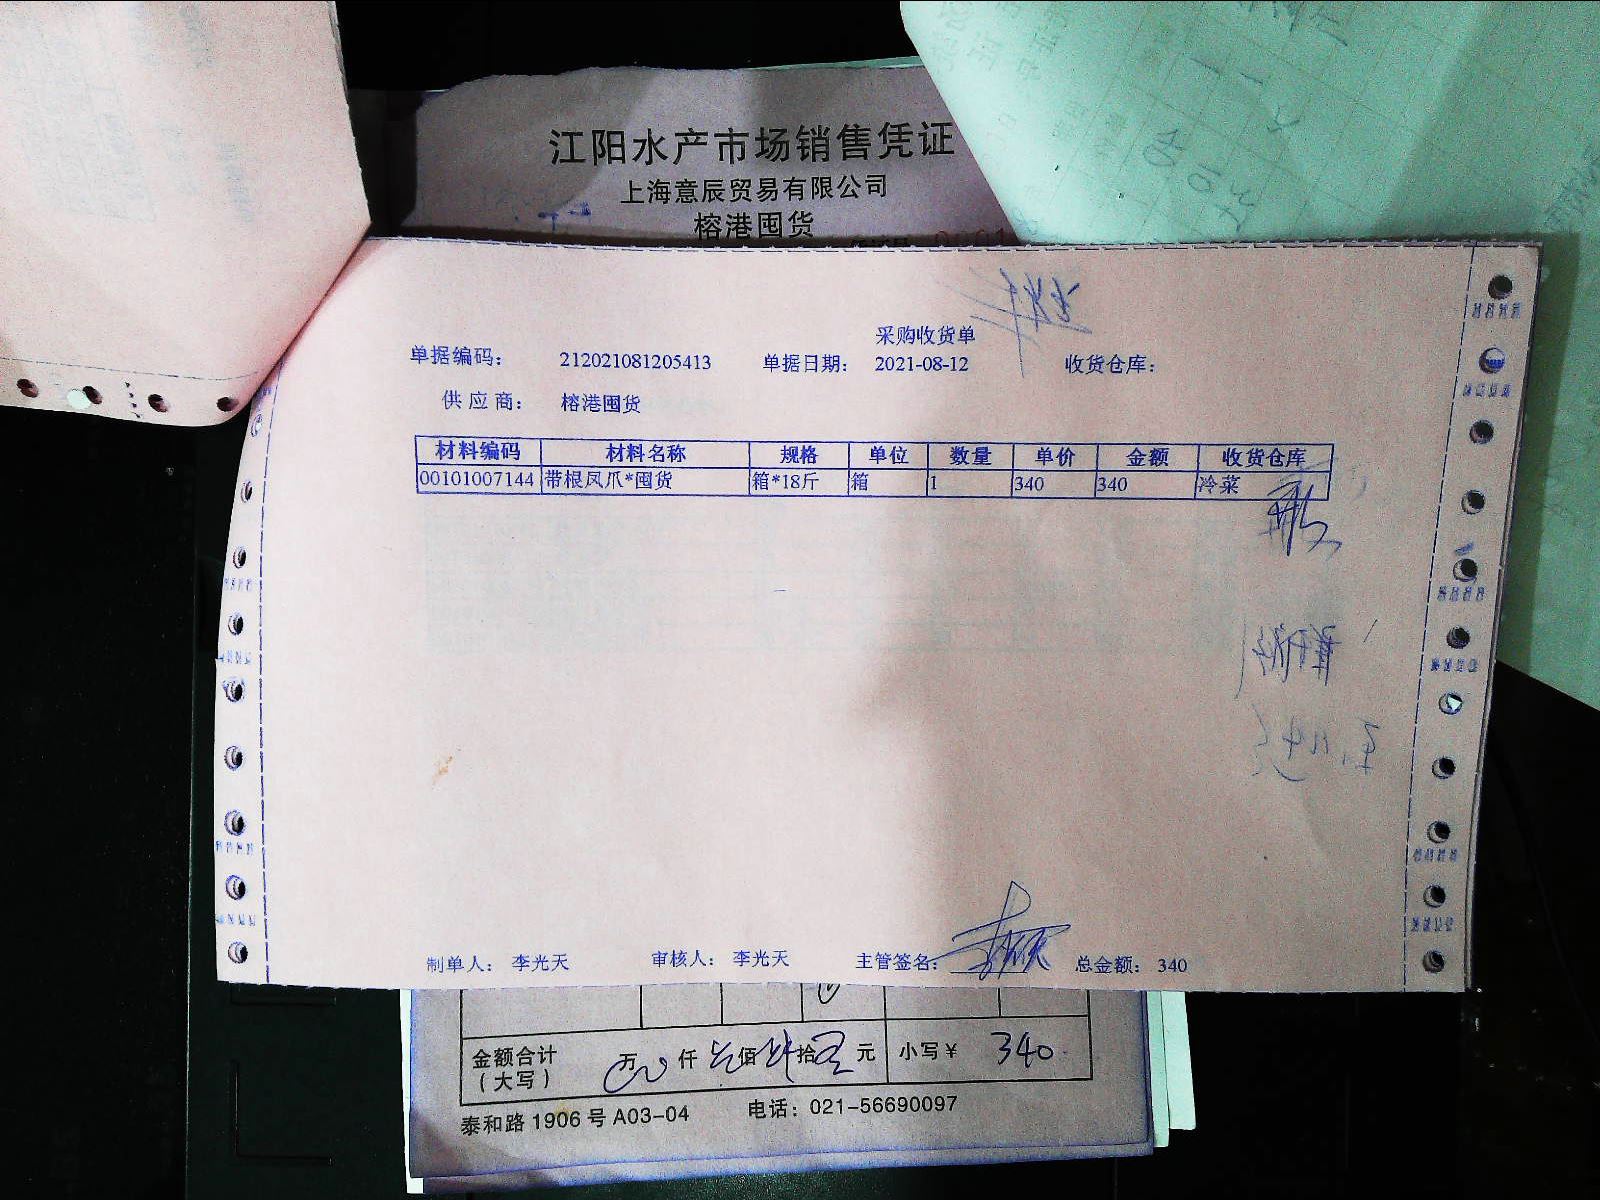 江阳水产市场销售凭证
上海意辰贸易有限公司
榕港囤货
采购收货单
单据编码： 212021081205413 单据日期： 2021-08-12 收货仓库：
供应商： 榕港囤货
材料编码 材料名称 规格 单位 数量 单价 金额 收货仓库
00101007144 带根凤爪*囤货 箱*18斤 箱 1 340 340 冷菜
制单人： 李光天 审核人： 李光天 主管签名： 总金额： 340
金额合计 万 仟 佰 拾 元 小写￥ 340
（大写）
泰和路1906号A03-04 电话：021-56690097